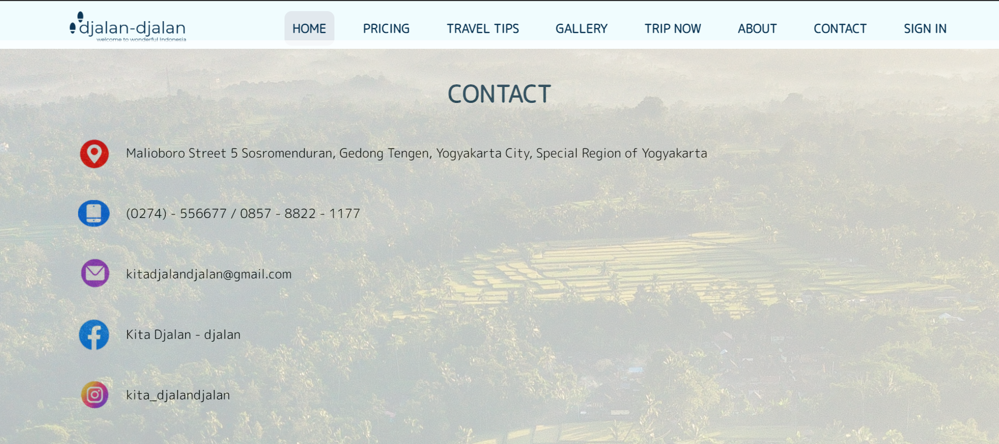 djalan-djalan
welcome to wonderful Indonesia
HOME PRICING TRAVEL TIPS GALLERY TRIP NOW ABOUT CONTACT SIGN IN
CONTACT
Malioboro Street 5 Sosromenduran, Gedong Tengen, Yogyakarta City, Special Region of Yogyakarta
(0274) - 556677 / 0857 - 8822 - 1177
kitadjalandjalan@gmail.com
Kita Djalan - djalan
kita_djalandjalan